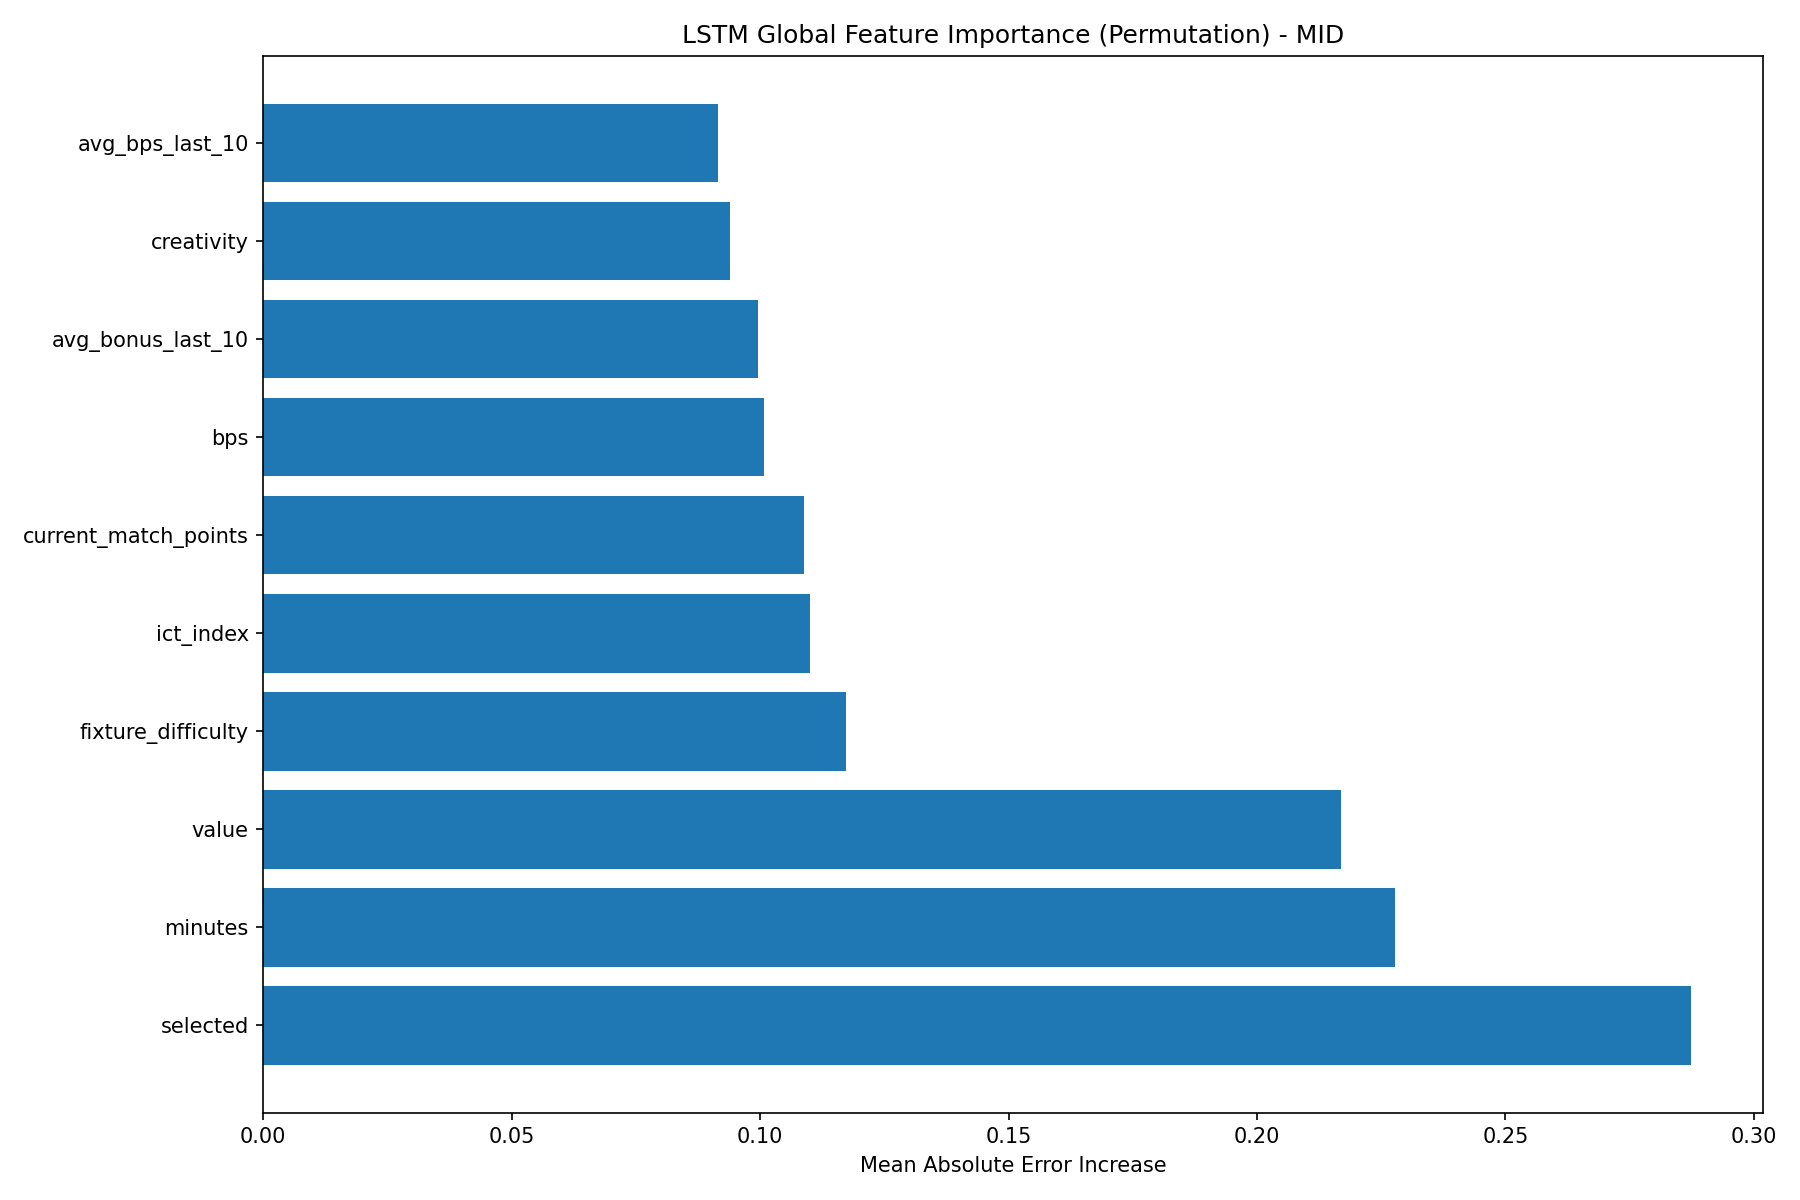 LSTM Global Feature Importance (Permutation) - MID
avg_bps_last_10
creativity
avg_bonus_last_10
bps
current_match_points
ict_index
fixture_difficulty
value
minutes
selected
0.00 0.05 0.10 0.15 0.20 0.25 0.30
Mean Absolute Error Increase